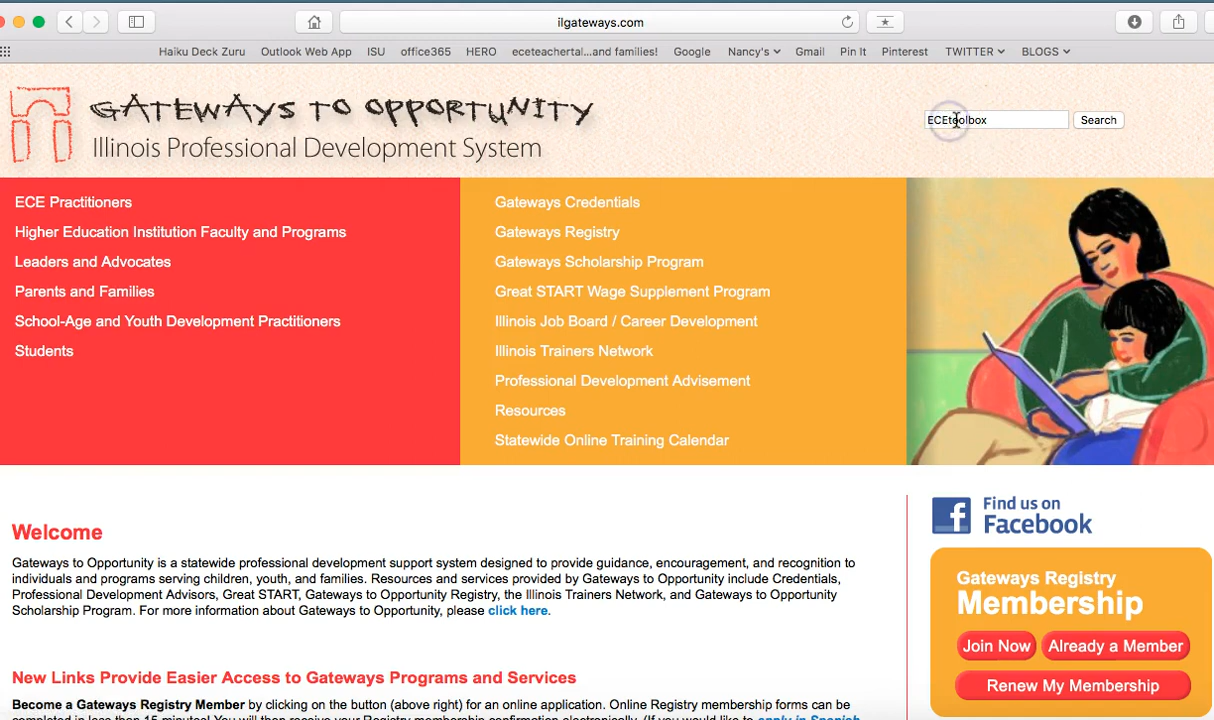 ilgateways.com
Haiku Deck Zuru Outlook Web App ISU office365 HERO eceteachertal...and families! Google Nancy's Gmail Pin It Pinterest TWITTER BLOGS
GATEWAYS TO OPPORTUNITY
Illinois Professional Development System
ECEtoolbox Search
ECE Practitioners
Higher Education Institution Faculty and Programs
Leaders and Advocates
Parents and Families
School-Age and Youth Development Practitioners
Students
Gateways Credentials
Gateways Registry
Gateways Scholarship Program
Great START Wage Supplement Program
Illinois Job Board / Career Development
Illinois Trainers Network
Professional Development Advisement
Resources
Statewide Online Training Calendar
Welcome
Gateways to Opportunity is a statewide professional development support system designed to provide guidance, encouragement, and recognition to
individuals and programs serving children, youth, and families. Resources and services provided by Gateways to Opportunity include Credentials,
Professional Development Advisors, Great START, Gateways to Opportunity Registry, the Illinois Trainers Network, and Gateways to Opportunity
Scholarship Program. For more information about Gateways to Opportunity, please click here.
New Links Provide Easier Access to Gateways Programs and Services
Become a Gateways Registry Member by clicking on the button (above right) for an online application. Online Registry membership forms can be
completed in less than 15 minutes! You will then receive your Registry membership confirmation electronically. (If you would like to apply in Spanish
f Find us on
Facebook
Gateways Registry
Membership
Join Now Already a Member
Renew My Membership